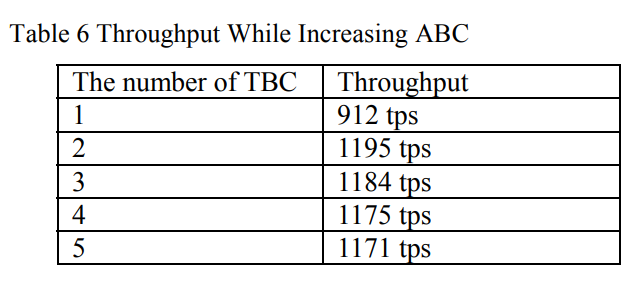 Table 6 Throughput While Increasing ABC
The number of TBC Throughput
1 912 tps
2 1195 tps
3 1184 tps
4 1175 tps
5 1171 tps